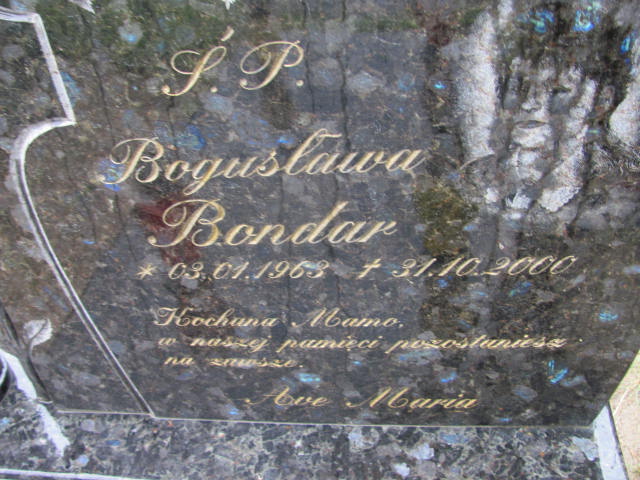 Ś. P.
Bogusława
Bondar
* 03.01.1963 ✝ 31.10.2000
Kochana Mamo,
w naszej pamięci pozostaniesz
na zawsze.
Ave Maria